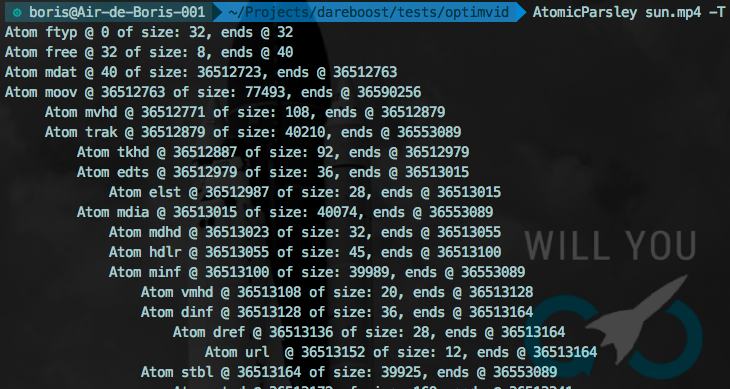 boris@Air-de-Boris-001 ~/Projects/dareboost/tests/optimvid AtomicParsley sun.mp4 -T
Atom ftyp @ 0 of size: 32, ends @ 32
Atom free @ 32 of size: 8, ends @ 40
Atom mdat @ 40 of size: 36512723, ends @ 36512763
Atom moov @ 36512763 of size: 77493, ends @ 36590256
Atom mvhd @ 36512771 of size: 108, ends @ 36512879
Atom trak @ 36512879 of size: 40210, ends @ 36553089
Atom tkhd @ 36512887 of size: 92, ends @ 36512979
Atom edts @ 36512979 of size: 36, ends @ 36513015
Atom elst @ 36512987 of size: 28, ends @ 36513015
Atom mdia @ 36513015 of size: 40074, ends @ 36553089
Atom mdhd @ 36513023 of size: 32, ends @ 36513055
Atom hdlr @ 36513055 of size: 45, ends @ 36513100
Atom minf @ 36513100 of size: 39989, ends @ 36553089
Atom vmhd @ 36513108 of size: 20, ends @ 36513128
Atom dinf @ 36513128 of size: 36, ends @ 36513164
Atom dref @ 36513136 of size: 28, ends @ 36513164
Atom url @ 36513152 of size: 12, ends @ 36513164
Atom stbl @ 36513164 of size: 39925, ends @ 36553089
WILL YOU